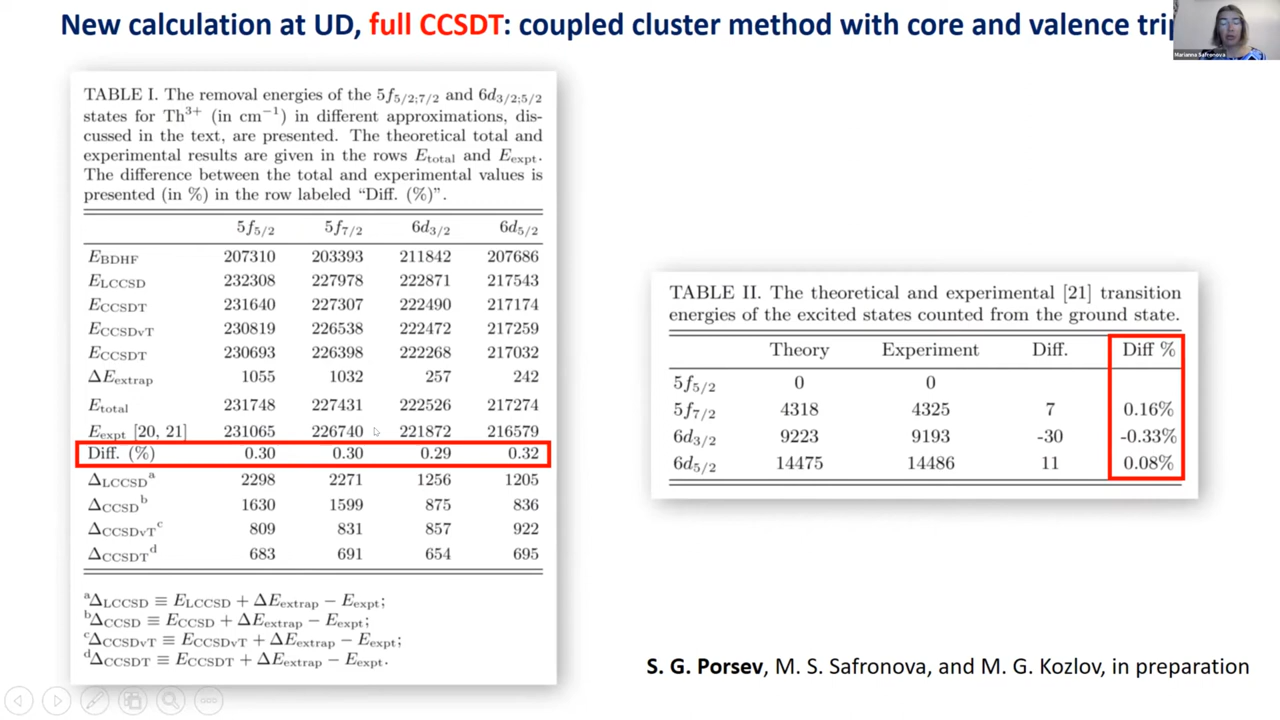 New calculation at UD, full CCSDT: coupled cluster method with core and valence trip
Marianna Safronova
TABLE I. The removal energies of the 5f5/2;7/2 and 6d3/2;5/2
states for Th3+ (in cm−1) in different approximations, dis-
cussed in the text, are presented. The theoretical total and
experimental results are given in the rows Etotal and Eexpt.
The difference between the total and experimental values is
presented (in %) in the row labeled “Diff. (%)”.
5f5/2 5f7/2 6d3/2 6d5/2
EBDHF 207310 203393 211842 207686
ELCCSD 232308 227978 222871 217543
ECCSDT 231640 227307 222490 217174
ECCSDvT 230819 226538 222472 217259
ECCSDT 230693 226398 222268 217032
ΔEextrap 1055 1032 257 242
Etotal 231748 227431 222526 217274
Eexpt [20, 21] 231065 226740 221872 216579
Diff. (%) 0.30 0.30 0.29 0.32
ΔLCCSDa 2298 2271 1256 1205
ΔCCSDb 1630 1599 875 836
ΔCCSDvTc 809 831 857 922
ΔCCSDTd 683 691 654 695
aΔLCCSD ≡ ELCCSD + ΔEextrap − Eexpt;
bΔCCSD ≡ ECCSD + ΔEextrap − Eexpt;
cΔCCSDvT ≡ ECCSDvT + ΔEextrap − Eexpt;
dΔCCSDT ≡ ECCSDT + ΔEextrap − Eexpt.
TABLE II. The theoretical and experimental [21] transition
energies of the excited states counted from the ground state.
Theory Experiment Diff. Diff %
5f5/2 0 0
5f7/2 4318 4325 7 0.16%
6d3/2 9223 9193 -30 -0.33%
6d5/2 14475 14486 11 0.08%
S. G. Porsev, M. S. Safronova, and M. G. Kozlov, in preparation